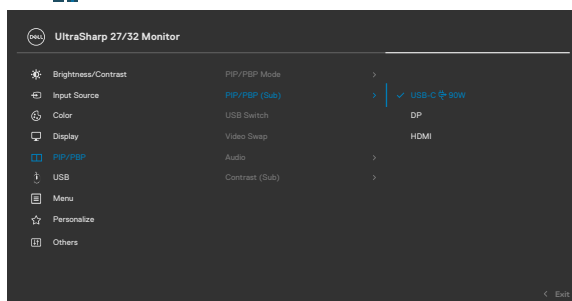 DELL UltraSharp 27/32 Monitor
Brightness/Contrast PIP/PBP Mode >
Input Source PIP/PBP (Sub) > ✓ USB-C 90W
Color USB Switch DP
Display Video Swap HDMI
PIP/PBP Audio >
USB Contrast (Sub) >
Menu
Personalize
Others
< Exit